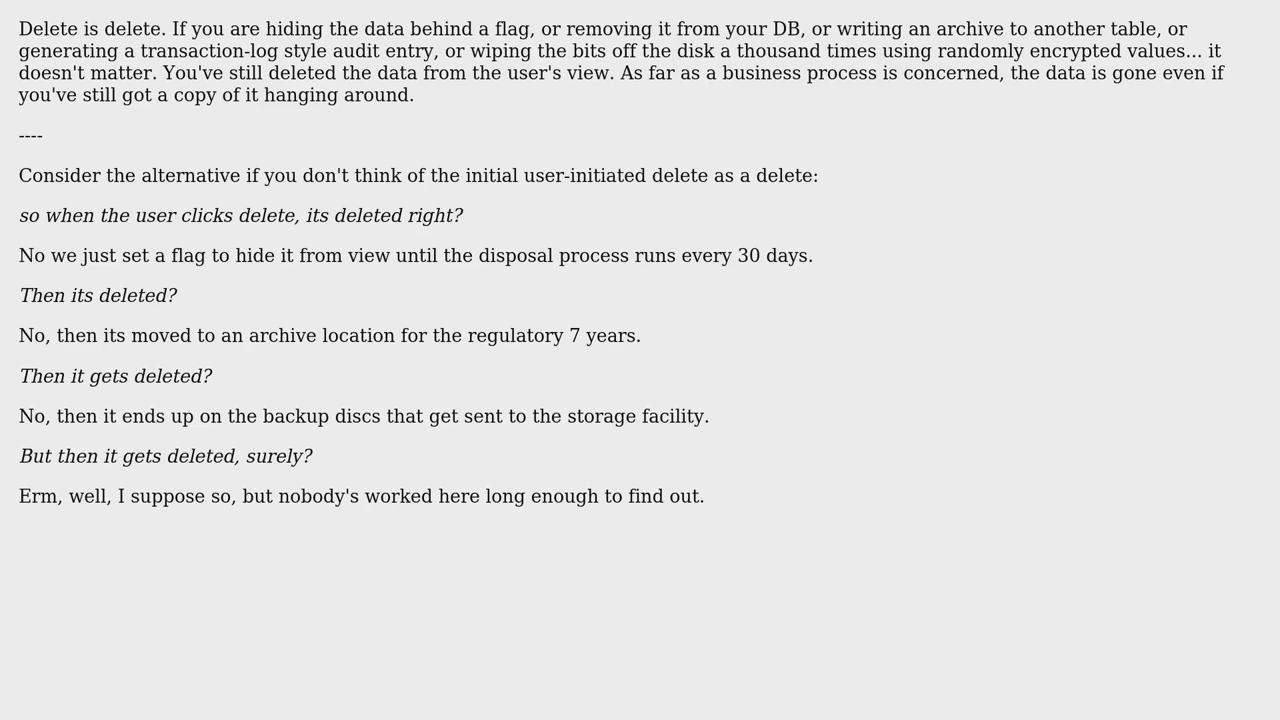 Delete is delete. If you are hiding the data behind a flag, or removing it from your DB, or writing an archive to another table, or
generating a transaction-log style audit entry, or wiping the bits off the disk a thousand times using randomly encrypted values... it
doesn't matter. You've still deleted the data from the user's view. As far as a business process is concerned, the data is gone even if
you've still got a copy of it hanging around.
----
Consider the alternative if you don't think of the initial user-initiated delete as a delete:
so when the user clicks delete, its deleted right?
No we just set a flag to hide it from view until the disposal process runs every 30 days.
Then its deleted?
No, then its moved to an archive location for the regulatory 7 years.
Then it gets deleted?
No, then it ends up on the backup discs that get sent to the storage facility.
But then it gets deleted, surely?
Erm, well, I suppose so, but nobody's worked here long enough to find out.